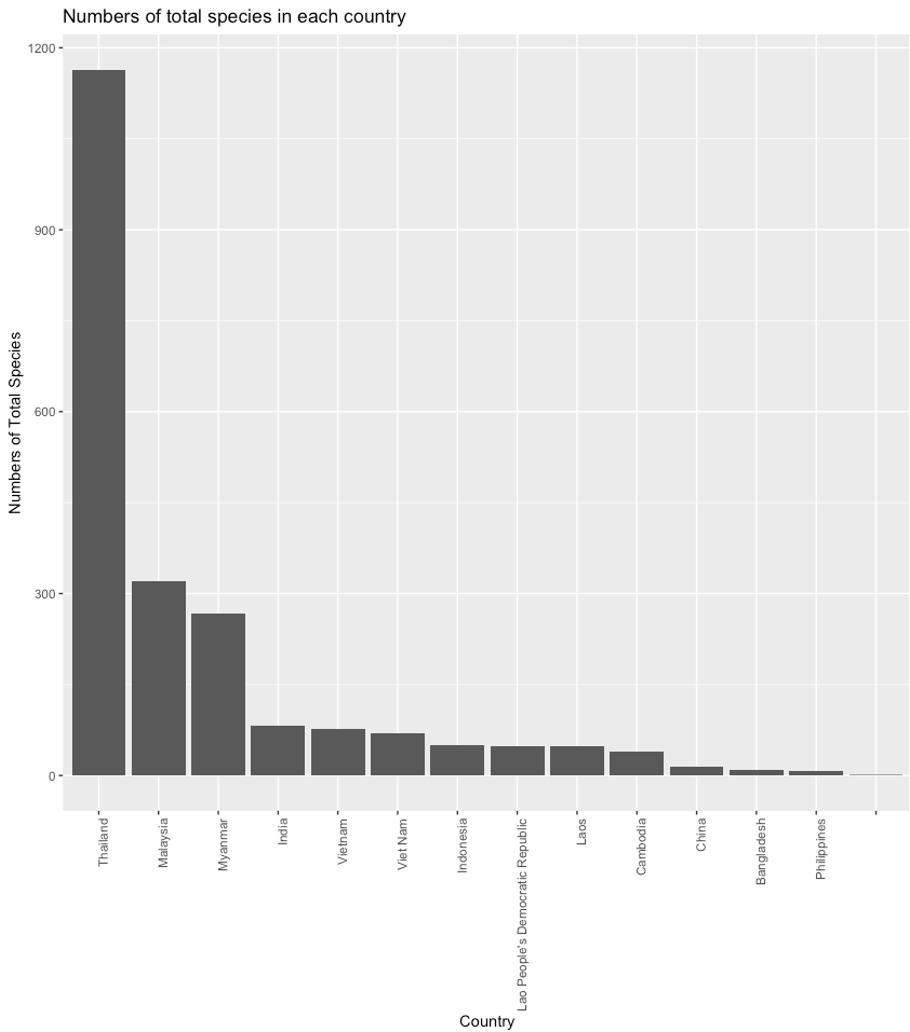 Numbers of total species in each country
Numbers of Total Species
1200
900
600
300
0
Thailand
Malaysia
Myanmar
India
Vietnam
Viet Nam
Indonesia
Lao People's Democratic Republic
Laos
Cambodia
China
Bangladesh
Philippines
Country